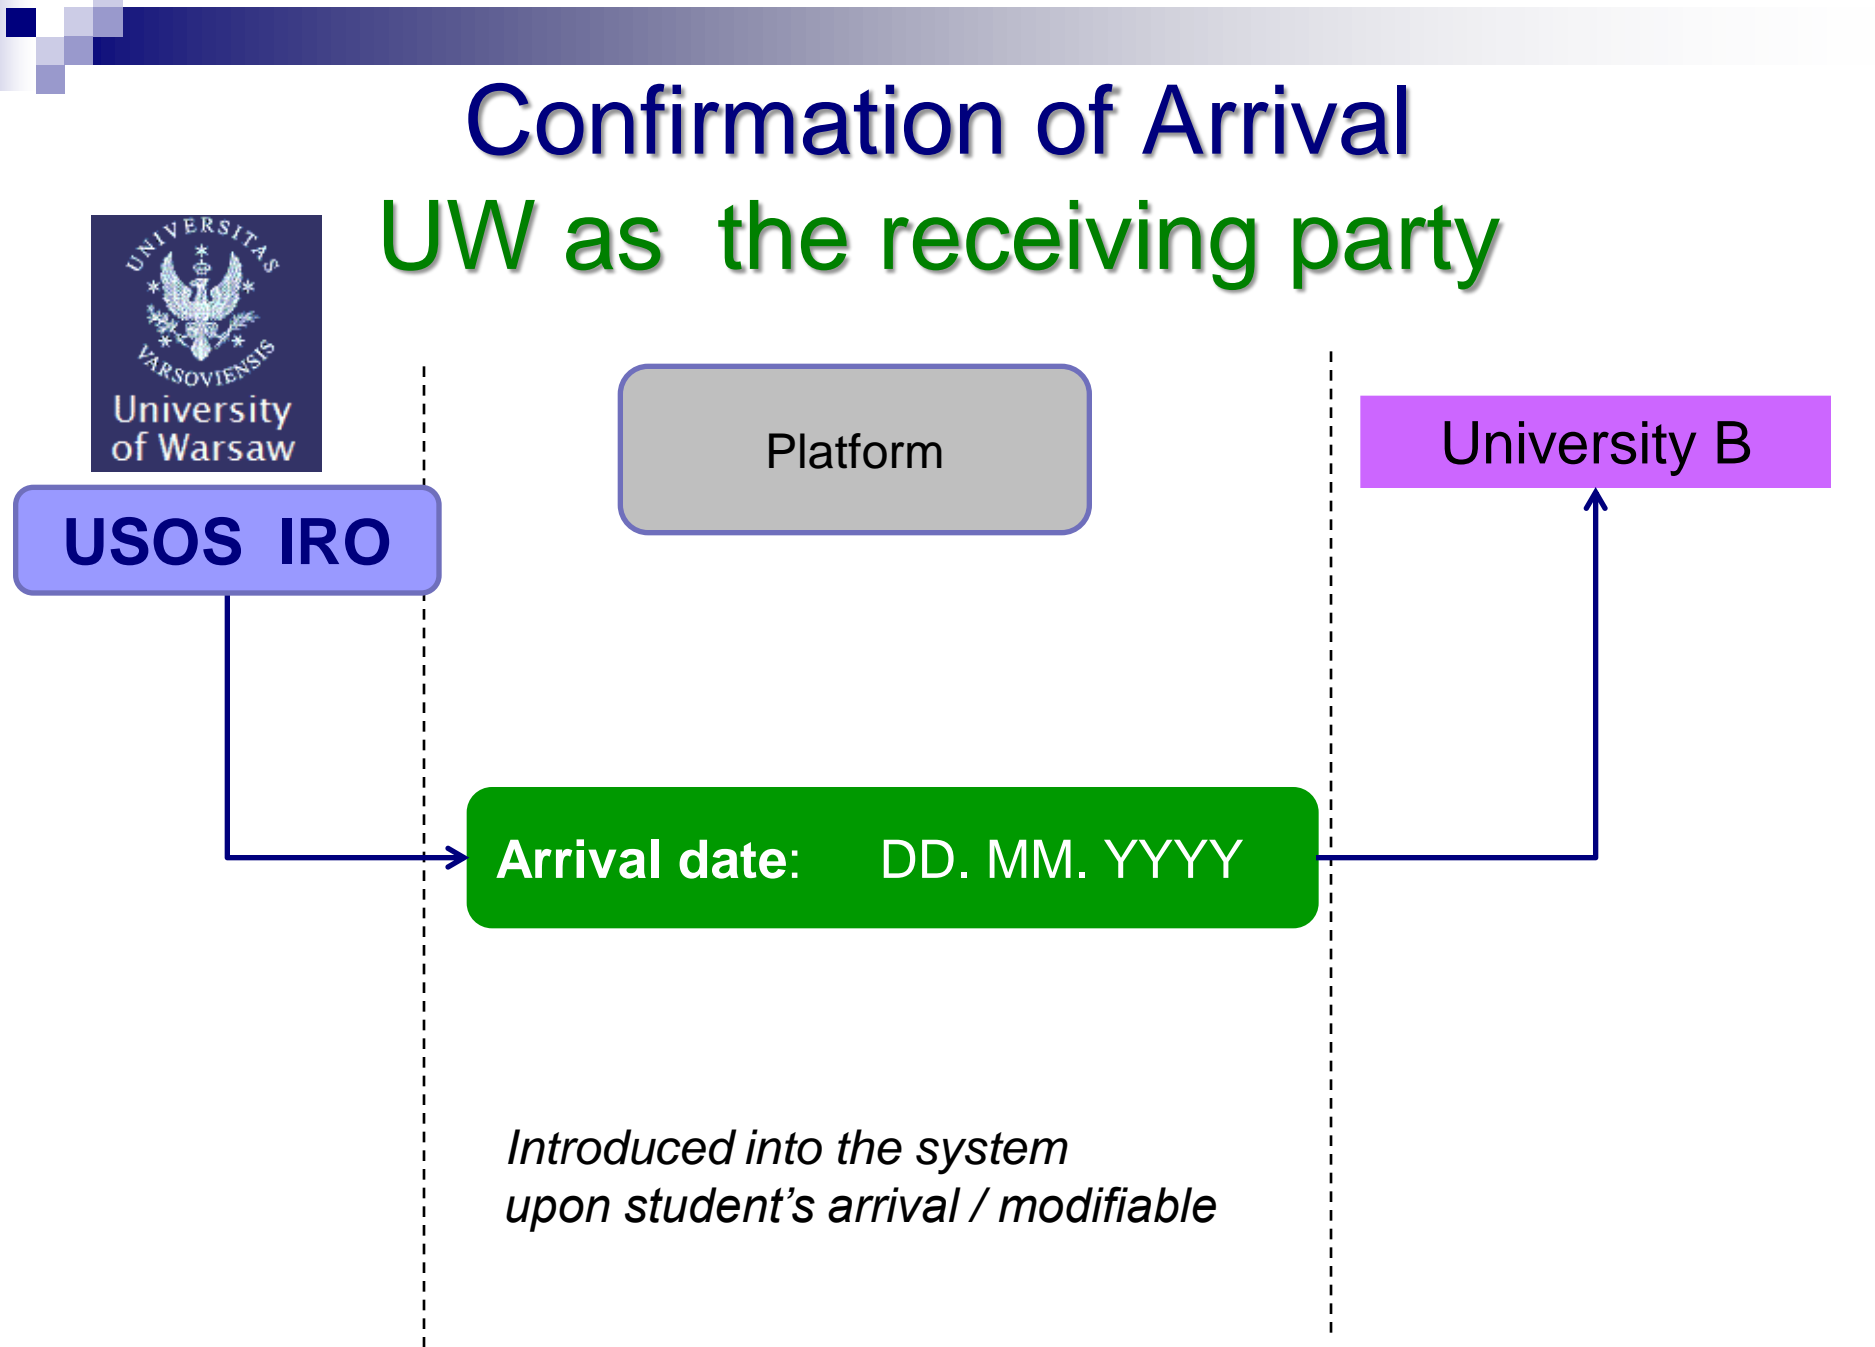 Confirmation of Arrival
UW as the receiving party
UNIVERSITAS
VARSOVIENSIS
University
of Warsaw
Platform
University B
USOS IRO
Arrival date: DD. MM. YYYY
Introduced into the system
upon student’s arrival / modifiable